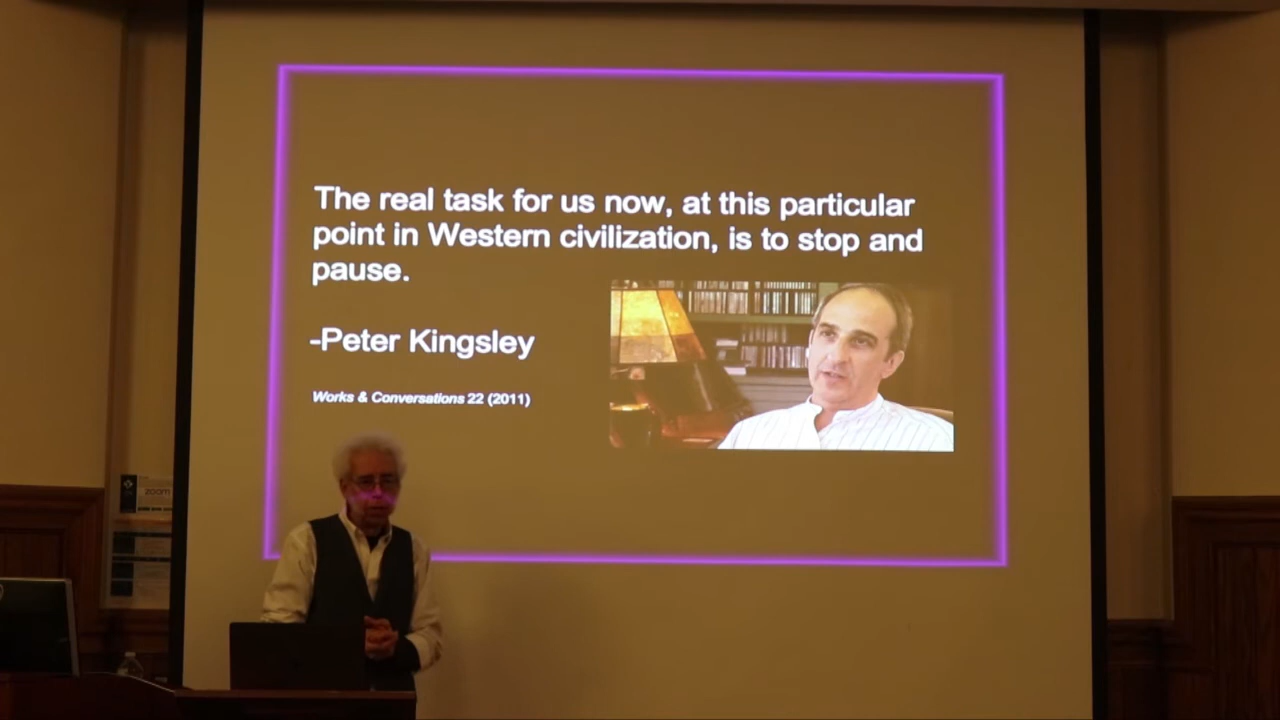 The real task for us now, at this particular
point in Western civilization, is to stop and
pause.
-Peter Kingsley
Works & Conversations 22 (2011)
zoom